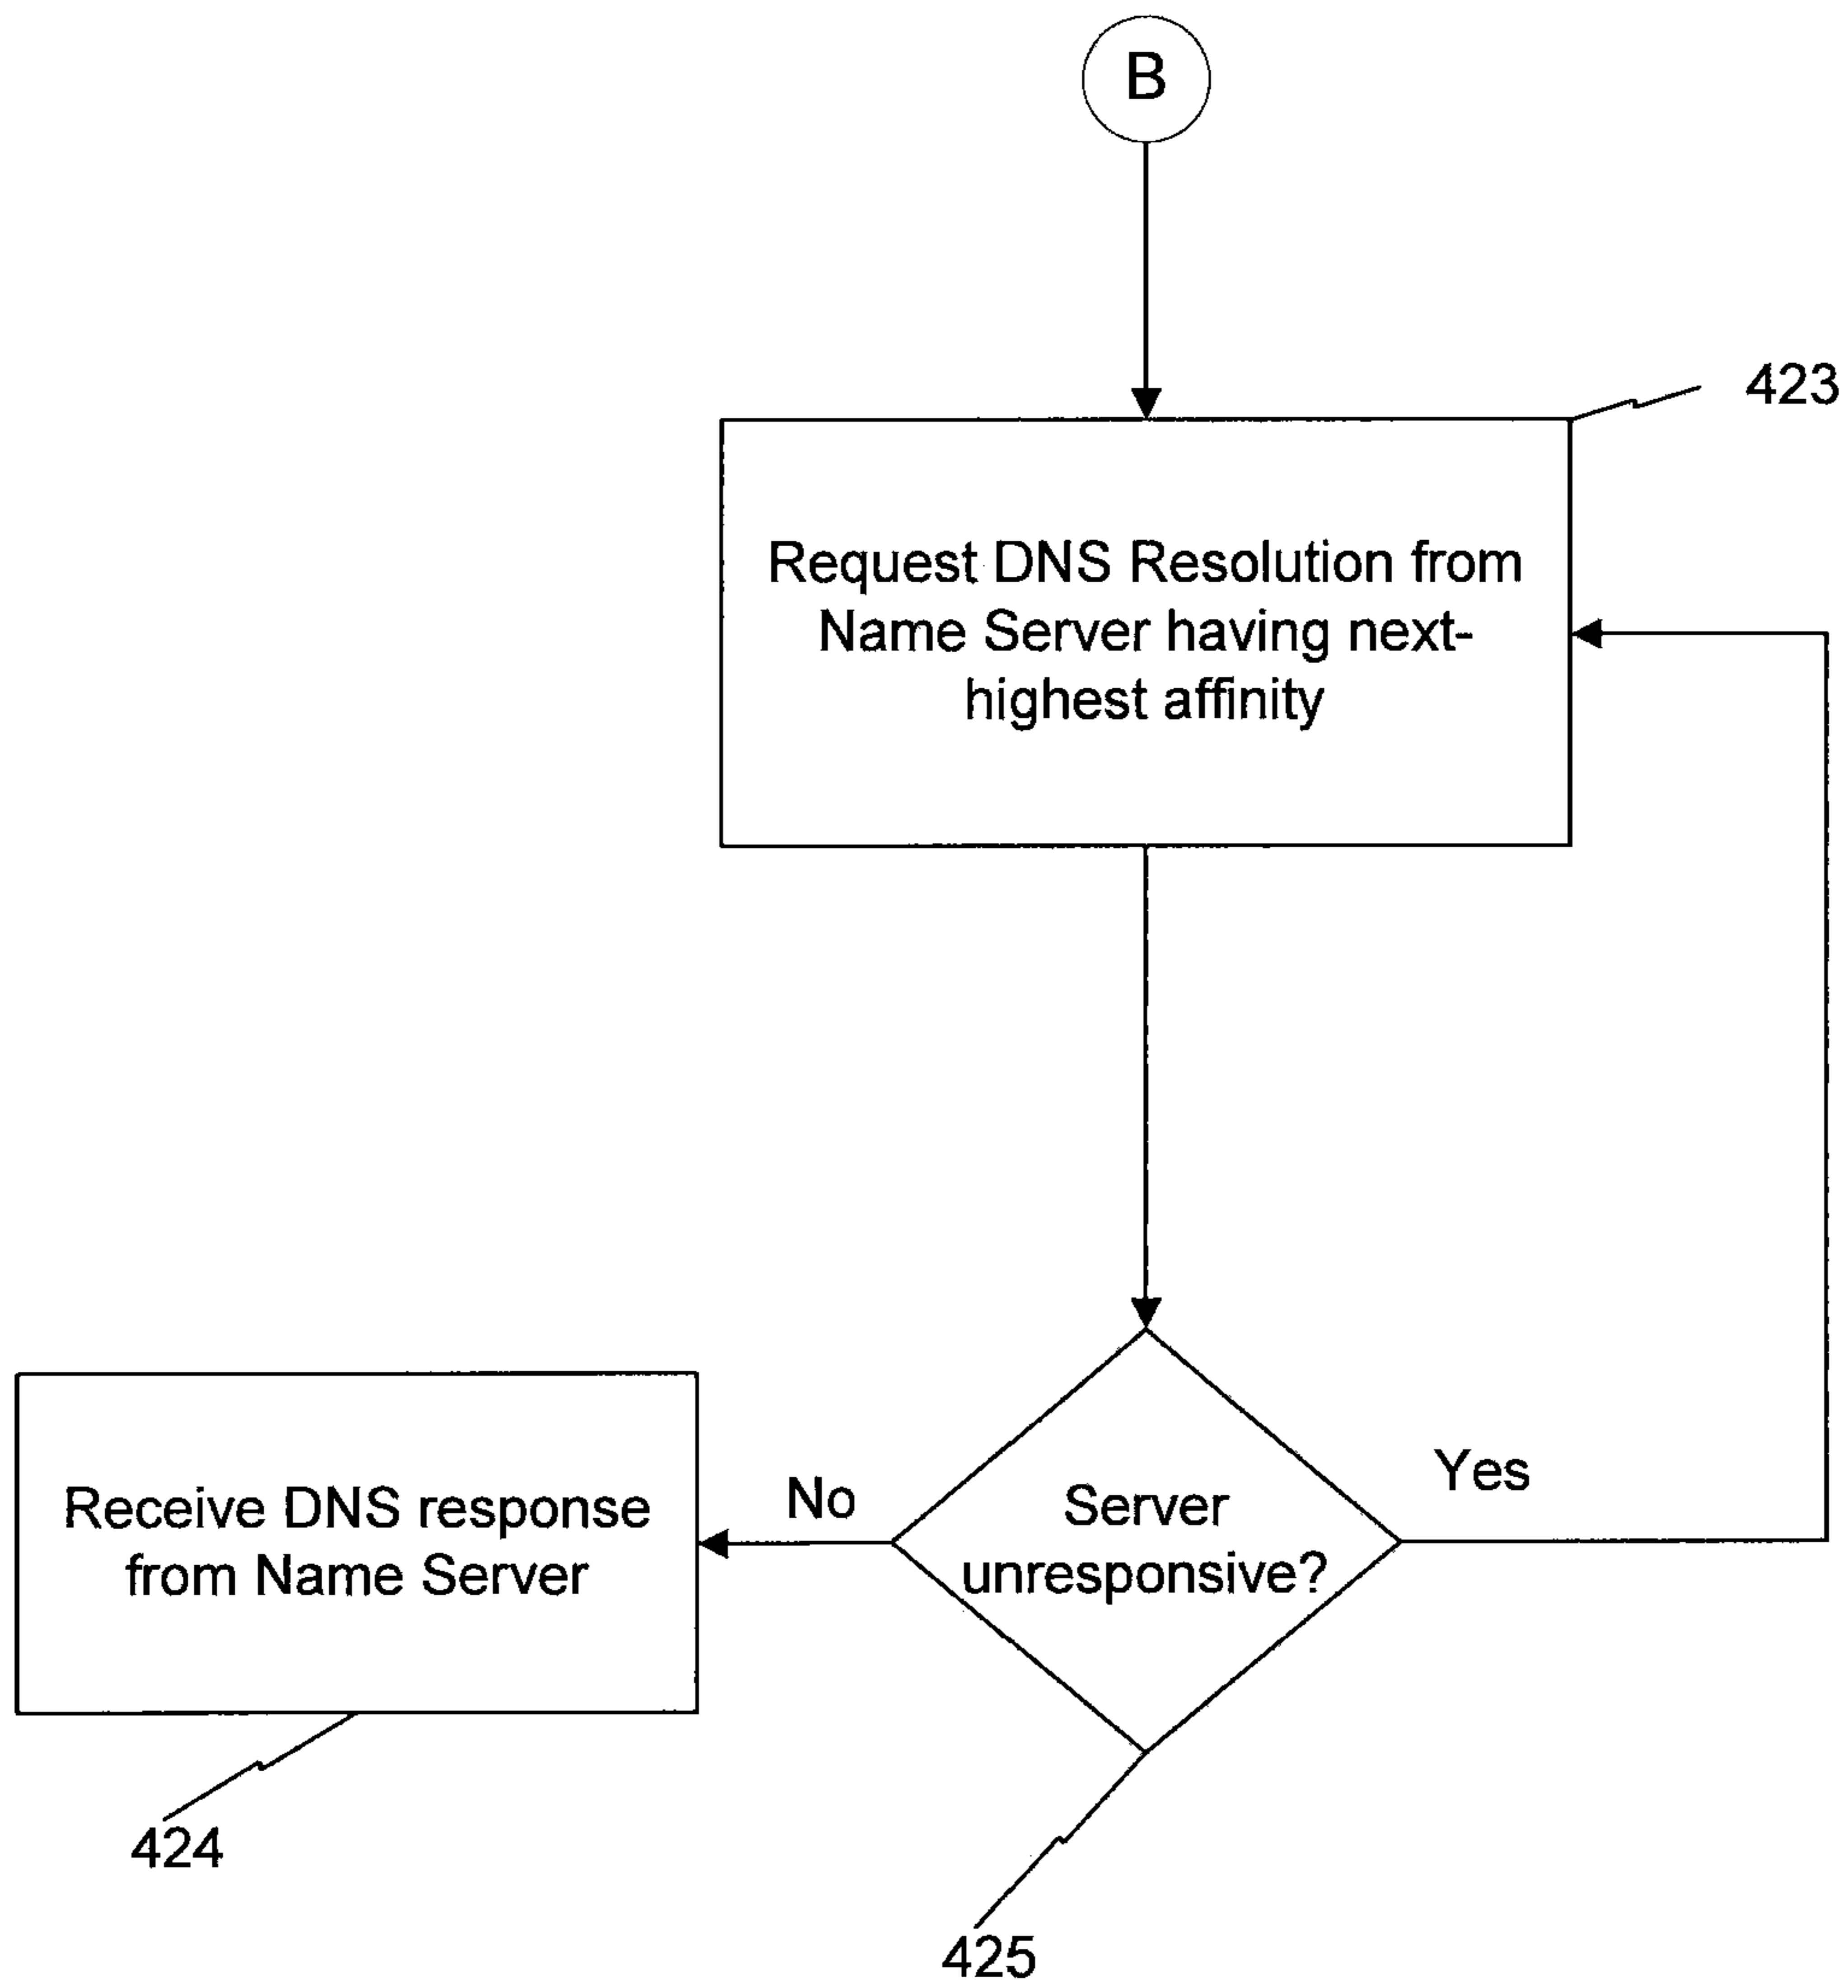 B
423
Request DNS Resolution from
Name Server having next-
highest affinity
Yes
No
Server
unresponsive?
Receive DNS response
from Name Server
424
425